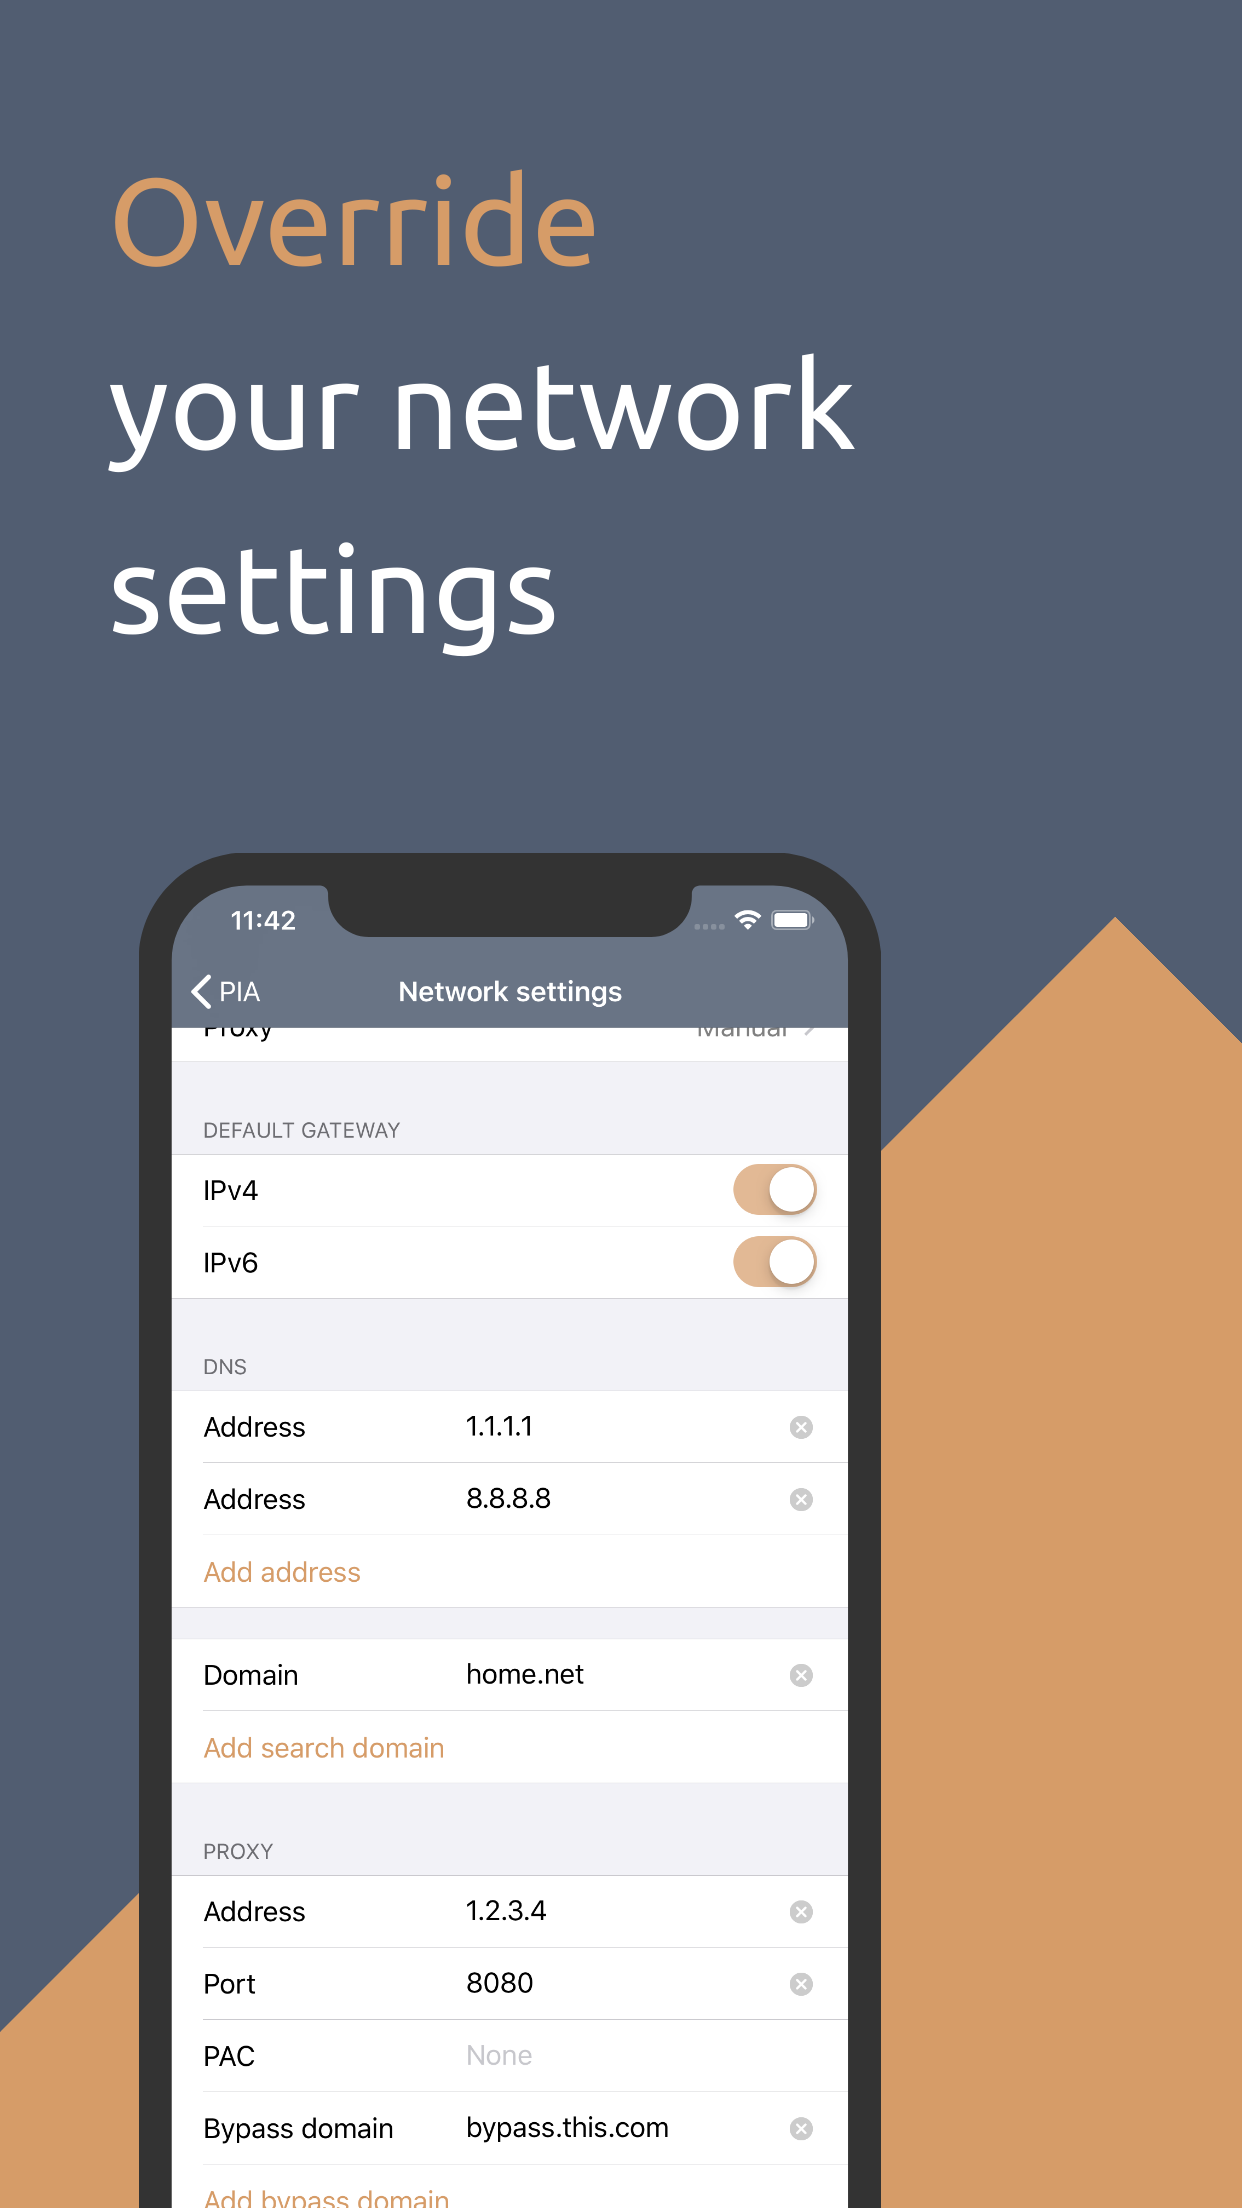 Override
your network
settings
11:42
PIA Network settings
Proxy Manual
DEFAULT GATEWAY
IPv4
IPv6
DNS
Address 1.1.1.1
Address 8.8.8.8
Add address
Domain home.net
Add search domain
PROXY
Address 1.2.3.4
Port 8080
PAC None
Bypass domain bypass.this.com
Add bypass domain